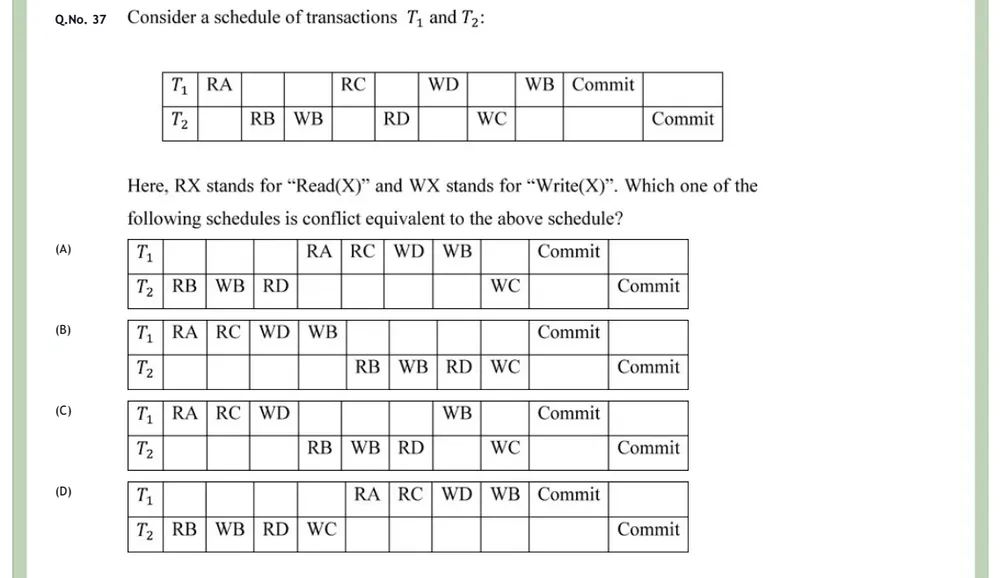 Q.No. 37 Consider a schedule of transactions T₁ and T₂:
T₁ RA RC WD WB Commit
T₂ RB WB RD WC Commit
Here, RX stands for “Read(X)” and WX stands for “Write(X)”. Which one of the
following schedules is conflict equivalent to the above schedule?
(A) T₁ RA RC WD WB Commit
T₂ RB WB RD WC Commit
(B) T₁ RA RC WD WB Commit
T₂ RB WB RD WC Commit
(C) T₁ RA RC WD WB Commit
T₂ RB WB RD WC Commit
(D) T₁ RA RC WD WB Commit
T₂ RB WB RD WC Commit